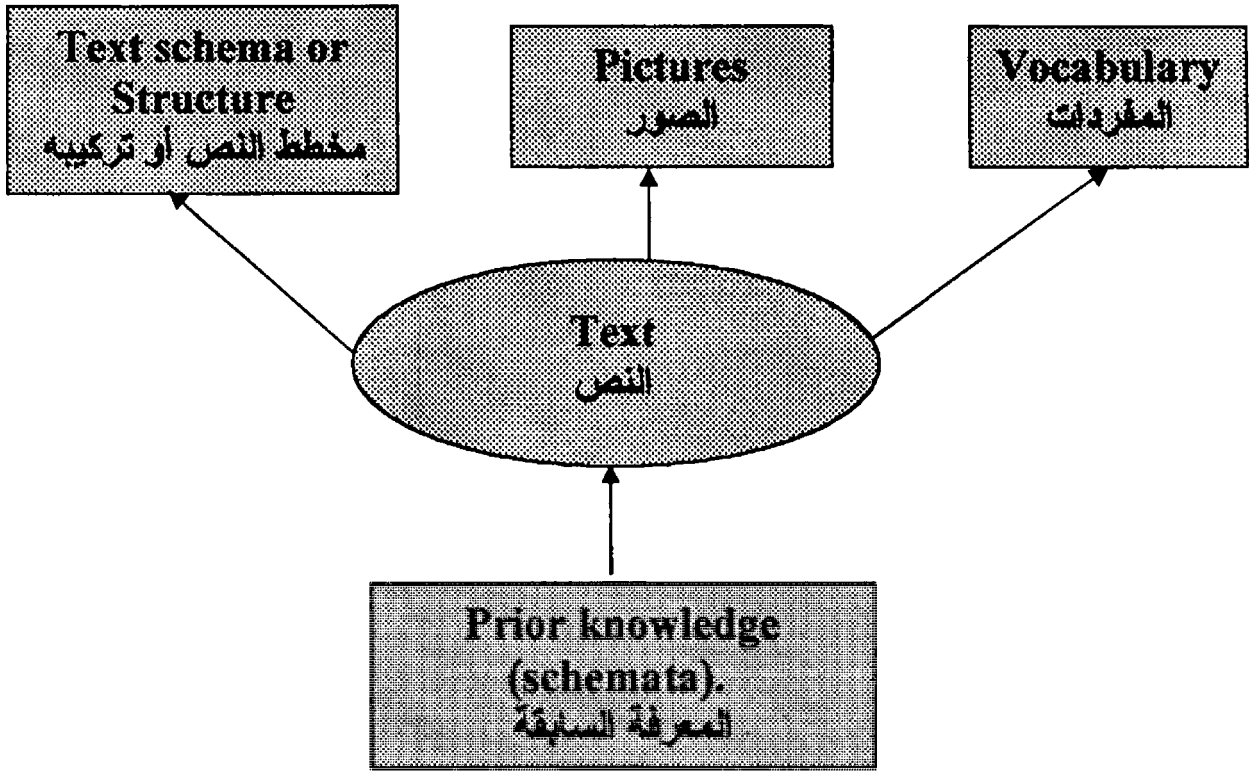 Text schema or
Structure
مخطط النص أو تركيبه
Pictures
الصور
Vocabulary
المفردات
Text
النص
Prior knowledge
(schemata).
المعرفة السابقة